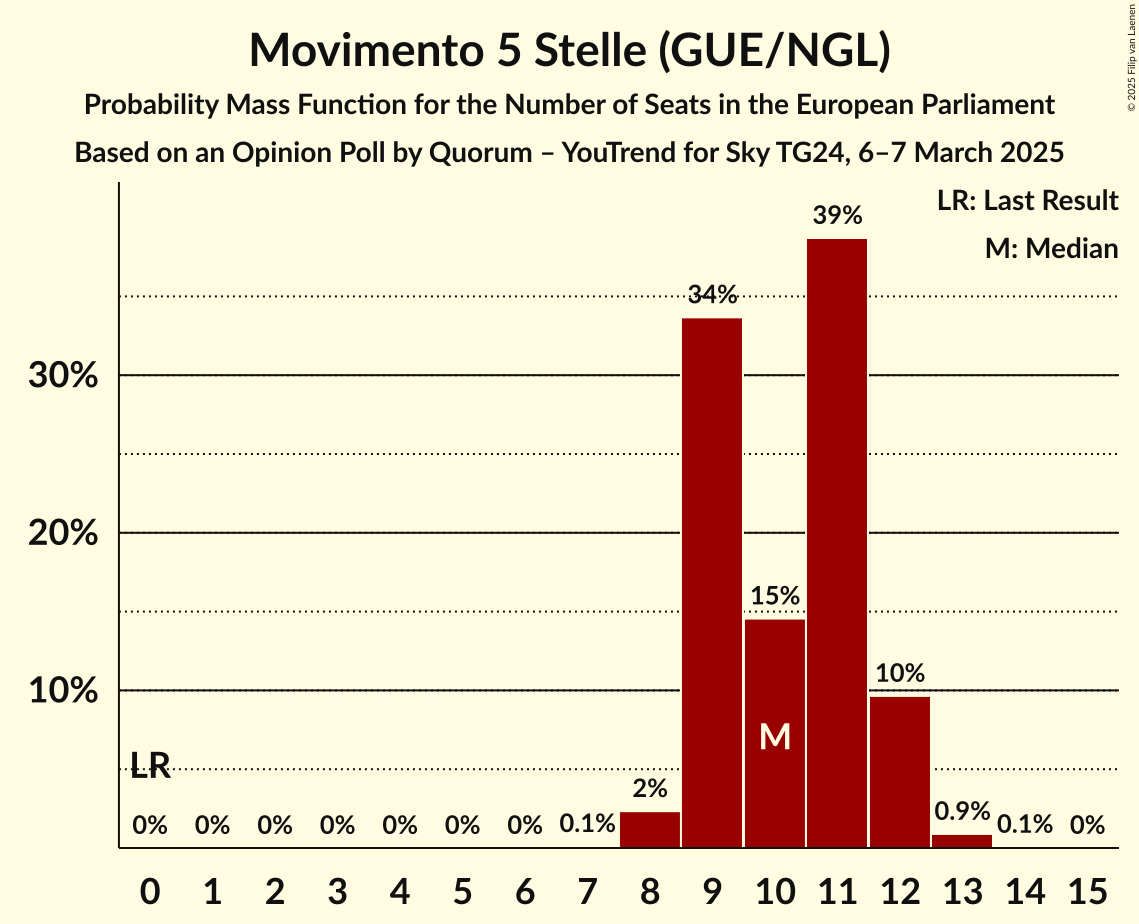 Movimento 5 Stelle (GUE/NGL)
Probability Mass Function for the Number of Seats in the European Parliament
Based on an Opinion Poll by Quorum – YouTrend for Sky TG24, 6–7 March 2025
© 2025 Filip van Laenen
LR: Last Result
M: Median
39%
34%
30%
20%
15%
10%
10%
M
LR
2%
0% 0% 0% 0% 0% 0% 0% 0.1% 0.9% 0.1% 0%
0 1 2 3 4 5 6 7 8 9 10 11 12 13 14 15